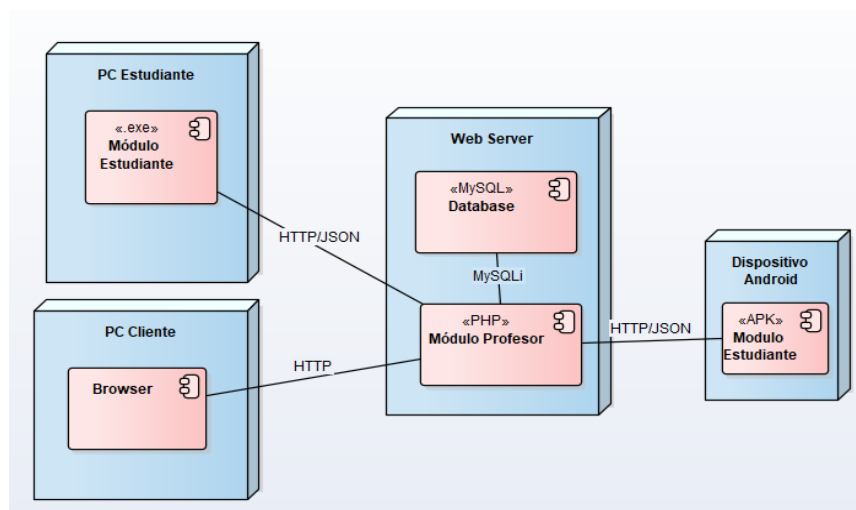 PC Estudiante
«.exe»
Módulo
Estudiante
HTTP/JSON
PC Cliente
Browser
HTTP
Web Server
«MySQL»
Database
MySQLi
«PHP»
Módulo Profesor
HTTP/JSON
Dispositivo
Android
«APK»
Modulo
Estudiante